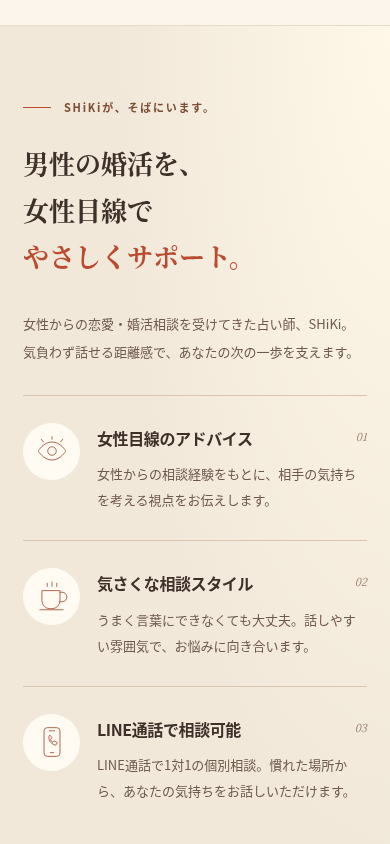 SHiKiが、そばにいます。
男性の婚活を、
女性目線で
やさしくサポート。
女性からの恋愛・婚活相談を受けてきた占い師、SHiKi。
気負わず話せる距離感で、あなたの次の一歩を支えます。
女性目線のアドバイス
01
女性からの相談経験をもとに、相手の気持ち
を考える視点をお伝えします。
気さくな相談スタイル
02
うまく言葉にできなくても大丈夫。話しやす
い雰囲気で、お悩みに向き合います。
LINE通話で相談可能
03
LINE通話で1対1の個別相談。慣れた場所か
ら、あなたの気持ちをお話しいただけます。